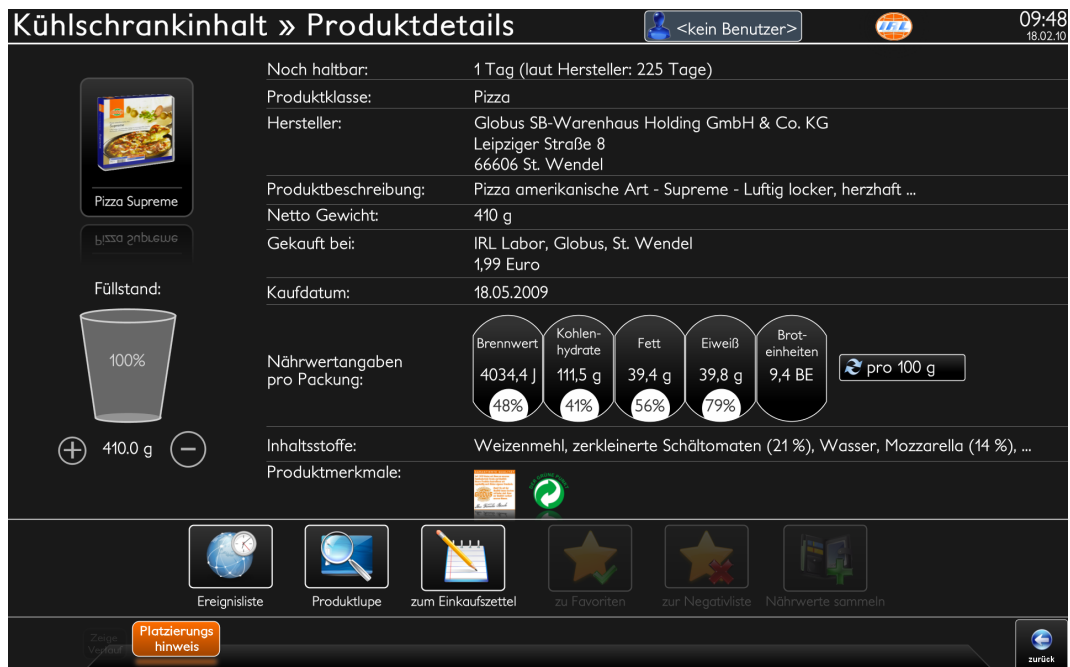 Kühlschrankinhalt » Produktdetails
<kein Benutzer>
IRL
09:48
18.02.10
Noch haltbar: 1 Tag (laut Hersteller: 225 Tage)
Produktklasse: Pizza
Hersteller: Globus SB-Warenhaus Holding GmbH & Co. KG
Leipziger Straße 8
66606 St. Wendel
Produktbeschreibung: Pizza amerikanische Art - Supreme - Luftig locker, herzhaft ...
Netto Gewicht: 410 g
Gekauft bei: IRL Labor, Globus, St. Wendel
1,99 Euro
Kaufdatum: 18.05.2009
Nährwertangaben
pro Packung:
Brennwert
4034,4 J
48%
Kohlen-
hydrate
111,5 g
41%
Fett
39,4 g
56%
Eiweiß
39,8 g
79%
Brot-
einheiten
9,4 BE
pro 100 g
Inhaltsstoffe: Weizenmehl, zerkleinerte Schältomaten (21 %), Wasser, Mozzarella (14 %), ...
Produktmerkmale:
DER GRÜNE PUNKT
Pizza Supreme
Pizza Supreme
Füllstand:
100%
410.0 g
Ereignisliste
Produktlupe
zum Einkaufszettel
zu Favoriten
zur Negativliste
Nährwerte sammeln
Zeige
Verlauf
Platzierungs
hinweis
zurück